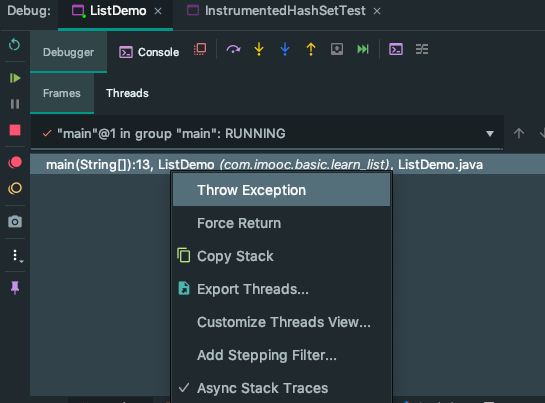 Debug: ListDemo × InstrumentedHashSetTest ×
Debugger Console
Frames Threads
"main"@1 in group "main": RUNNING
main(String[]):13, ListDemo (com.imooc.basic.learn_list), ListDemo.java
Throw Exception
Force Return
Copy Stack
Export Threads...
Customize Threads View...
Add Stepping Filter...
Async Stack Traces